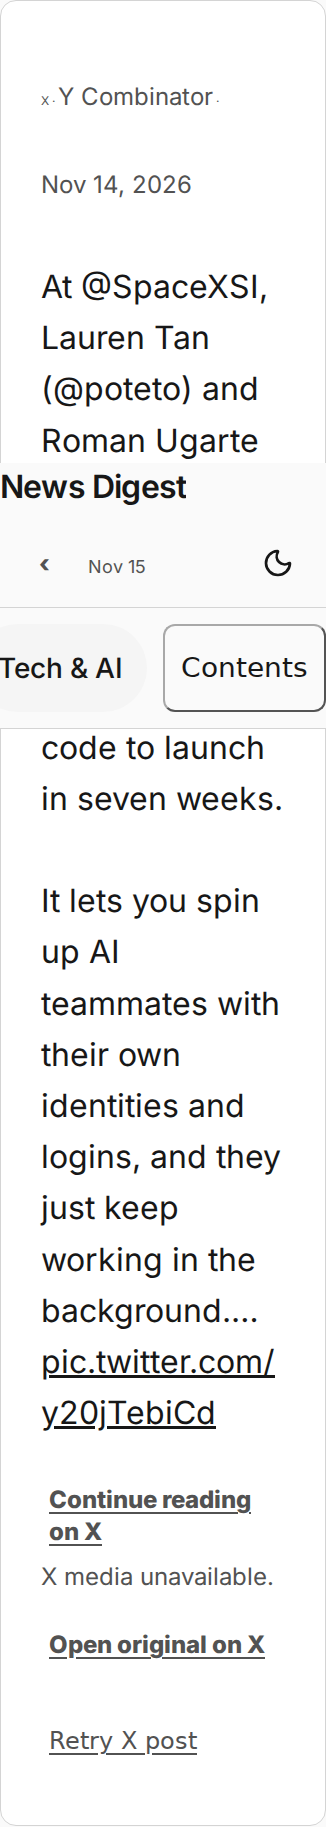 X · Y Combinator ·
Nov 14, 2026
At @SpaceXSI,
Lauren Tan
(@poteto) and
Roman Ugarte
News Digest
‹ Nov 15
Tech & AI Contents
code to launch
in seven weeks.
It lets you spin
up AI
teammates with
their own
identities and
logins, and they
just keep
working in the
background....
pic.twitter.com/
y20jTebiCd
Continue reading
on X
X media unavailable.
Open original on X
Retry X post